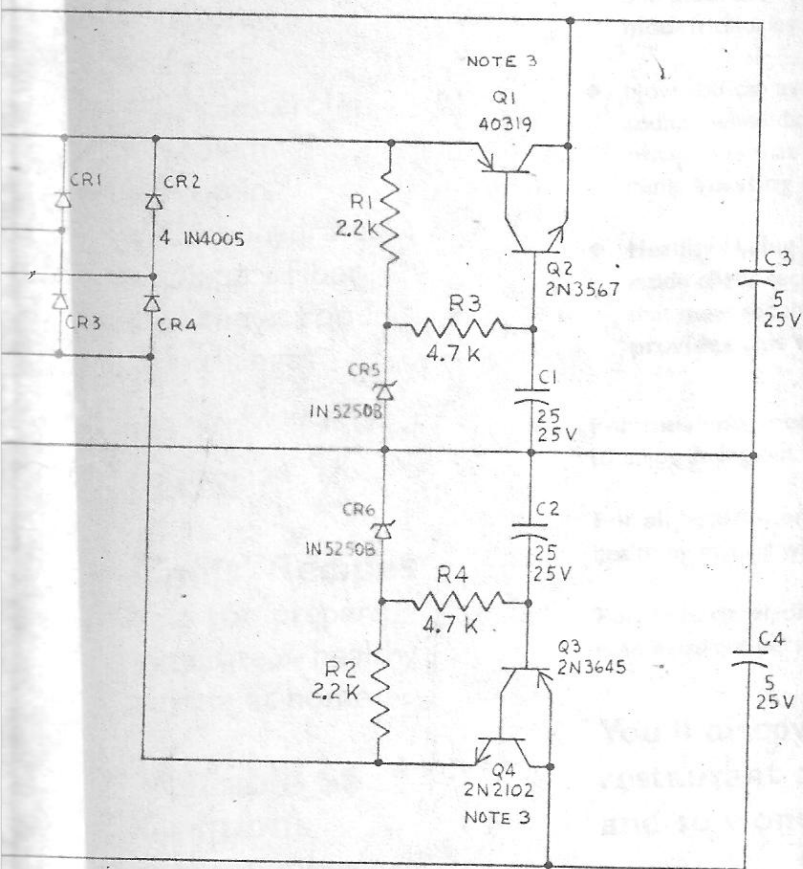 NOTE 3
Q1
40319
CR1
CR2
R1
2.2K
4 IN4005
Q2
2N3567
C3
5
25V
R3
4.7 K
CR3
CR4
CR5
IN5250B
C1
25
25V
CR6
IN5250B
C2
25
25V
R4
4.7 K
Q3
2N3645
C4
5
25V
R2
2.2K
Q4
2N2102
NOTE 3